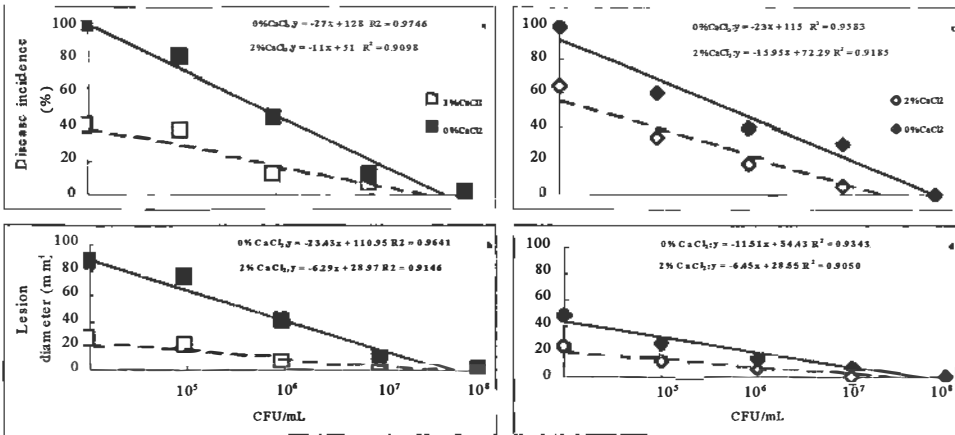 0%CaCl₂,y = -27x + 128 R2 = 0.9746
2%CaCl₂,y = -11x + 51 R² = 0.9098
100
80
60
40
20
0
Disease incidence
(%)
0%CaCl2
0%CaCl₂:y = -23x + 115 R² = 0.9583
2%CaCl₂:y = -15.95x + 72.29 R² = 0.9185
100
80
60
40
20
0
2%CaCl2
0%CaCl2
0% CaCl₂,y = -23.43x + 110.95 R2 = 0.9641
2% CaCl₂,y = -6.29x + 28.97 R2 = 0.9146
100
80
60
40
20
0
Lesion
diameter (mm)
10⁵ 10⁶ 10⁷ 10⁸
CFU/mL
0% CaCl₂:y = -11.51x + 54.43 R² = 0.9343
2% CaCl₂:y = -6.45x + 28.55 R² = 0.9050
100
80
60
40
20
0
10⁵ 10⁶ 10⁷ 10⁸
CFU/mL